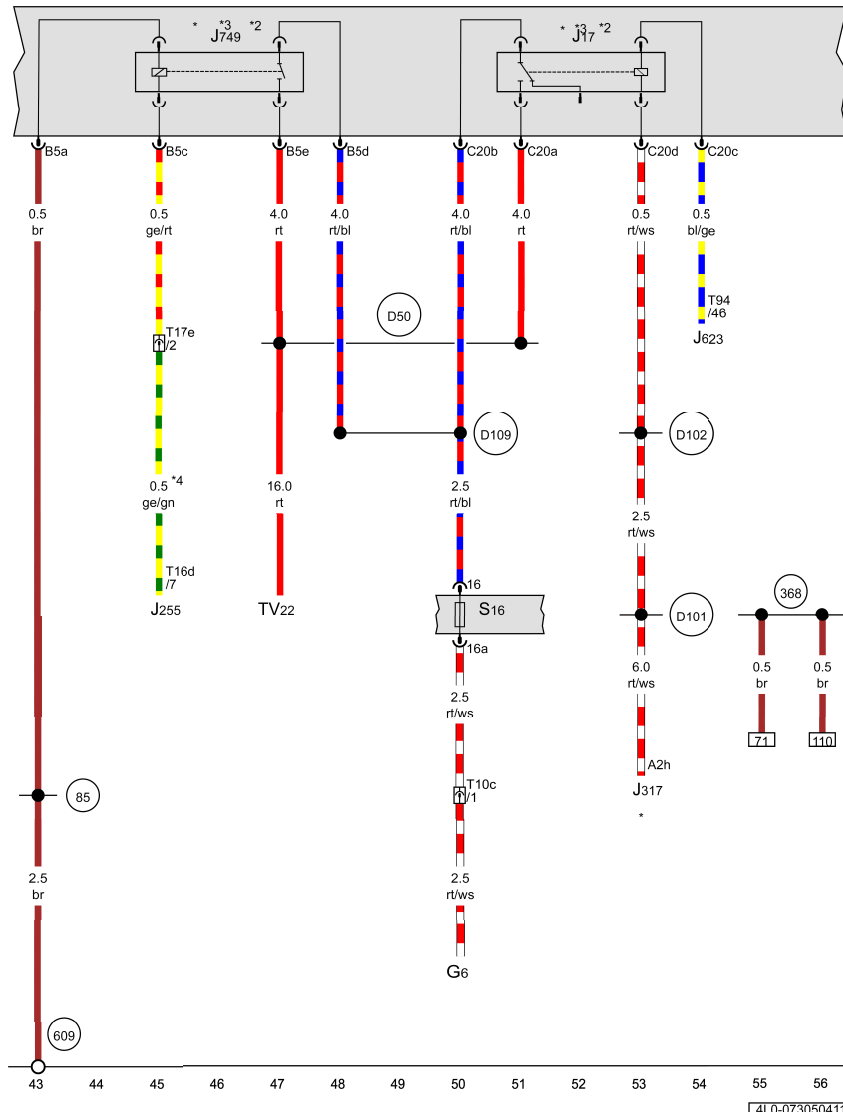 * *3 *2
J749
* *3 *2
J17
B5a
B5c
B5e
B5d
C20b
C20a
C20d
C20c
0.5
br
0.5
ge/rt
4.0
rt
4.0
rt/bl
4.0
rt/bl
4.0
rt
0.5
rt/ws
0.5
bl/ge
D50
T94
/46
J623
T17e
/2
D109
D102
0.5 *4
ge/gn
16.0
rt
2.5
rt/bl
2.5
rt/ws
T16d
/7
J255
TV22
16
S16
16a
D101
368
2.5
rt/ws
6.0
rt/ws
0.5
br
0.5
br
71
110
A2h
J317
*
T10c
/1
85
2.5
br
2.5
rt/ws
G6
609
43 44 45 46 47 48 49 50 51 52 53 54 55 56